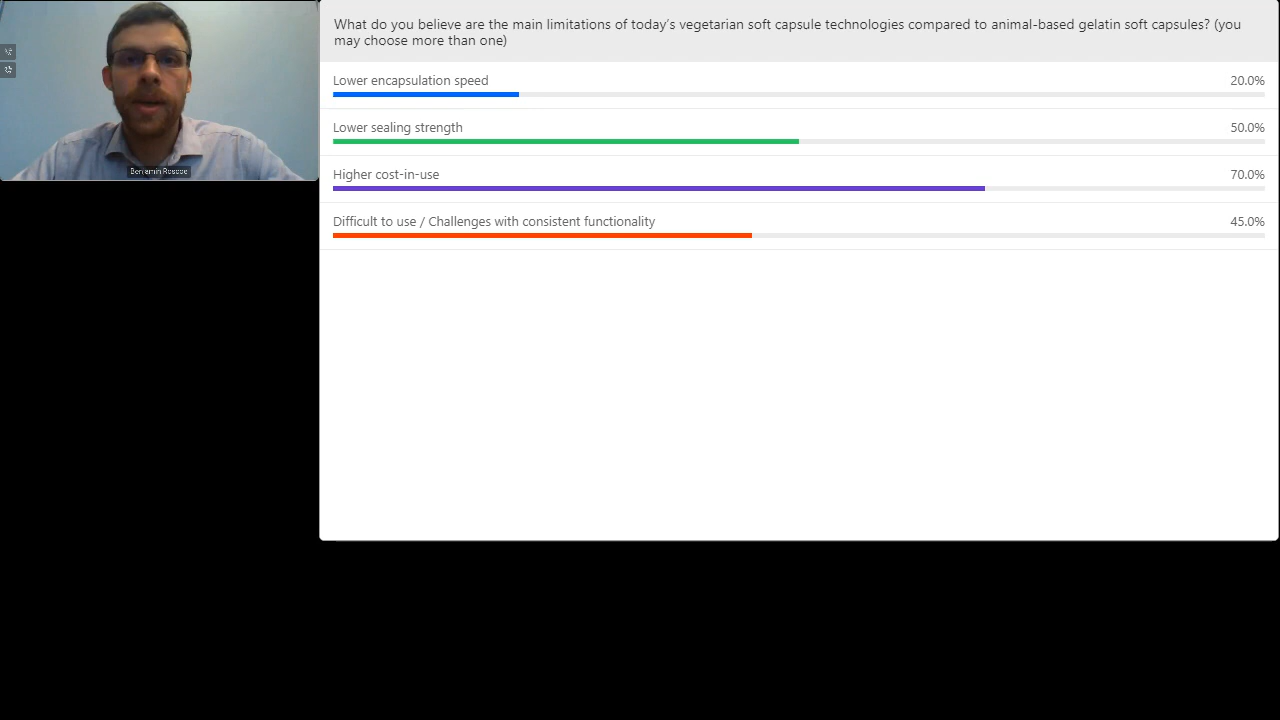 What do you believe are the main limitations of today's vegetarian soft capsule technologies compared to animal-based gelatin soft capsules? (you
may choose more than one)
Lower encapsulation speed 20.0%
Lower sealing strength 50.0%
Higher cost-in-use 70.0%
Difficult to use / Challenges with consistent functionality 45.0%
Benjamin Roscoe